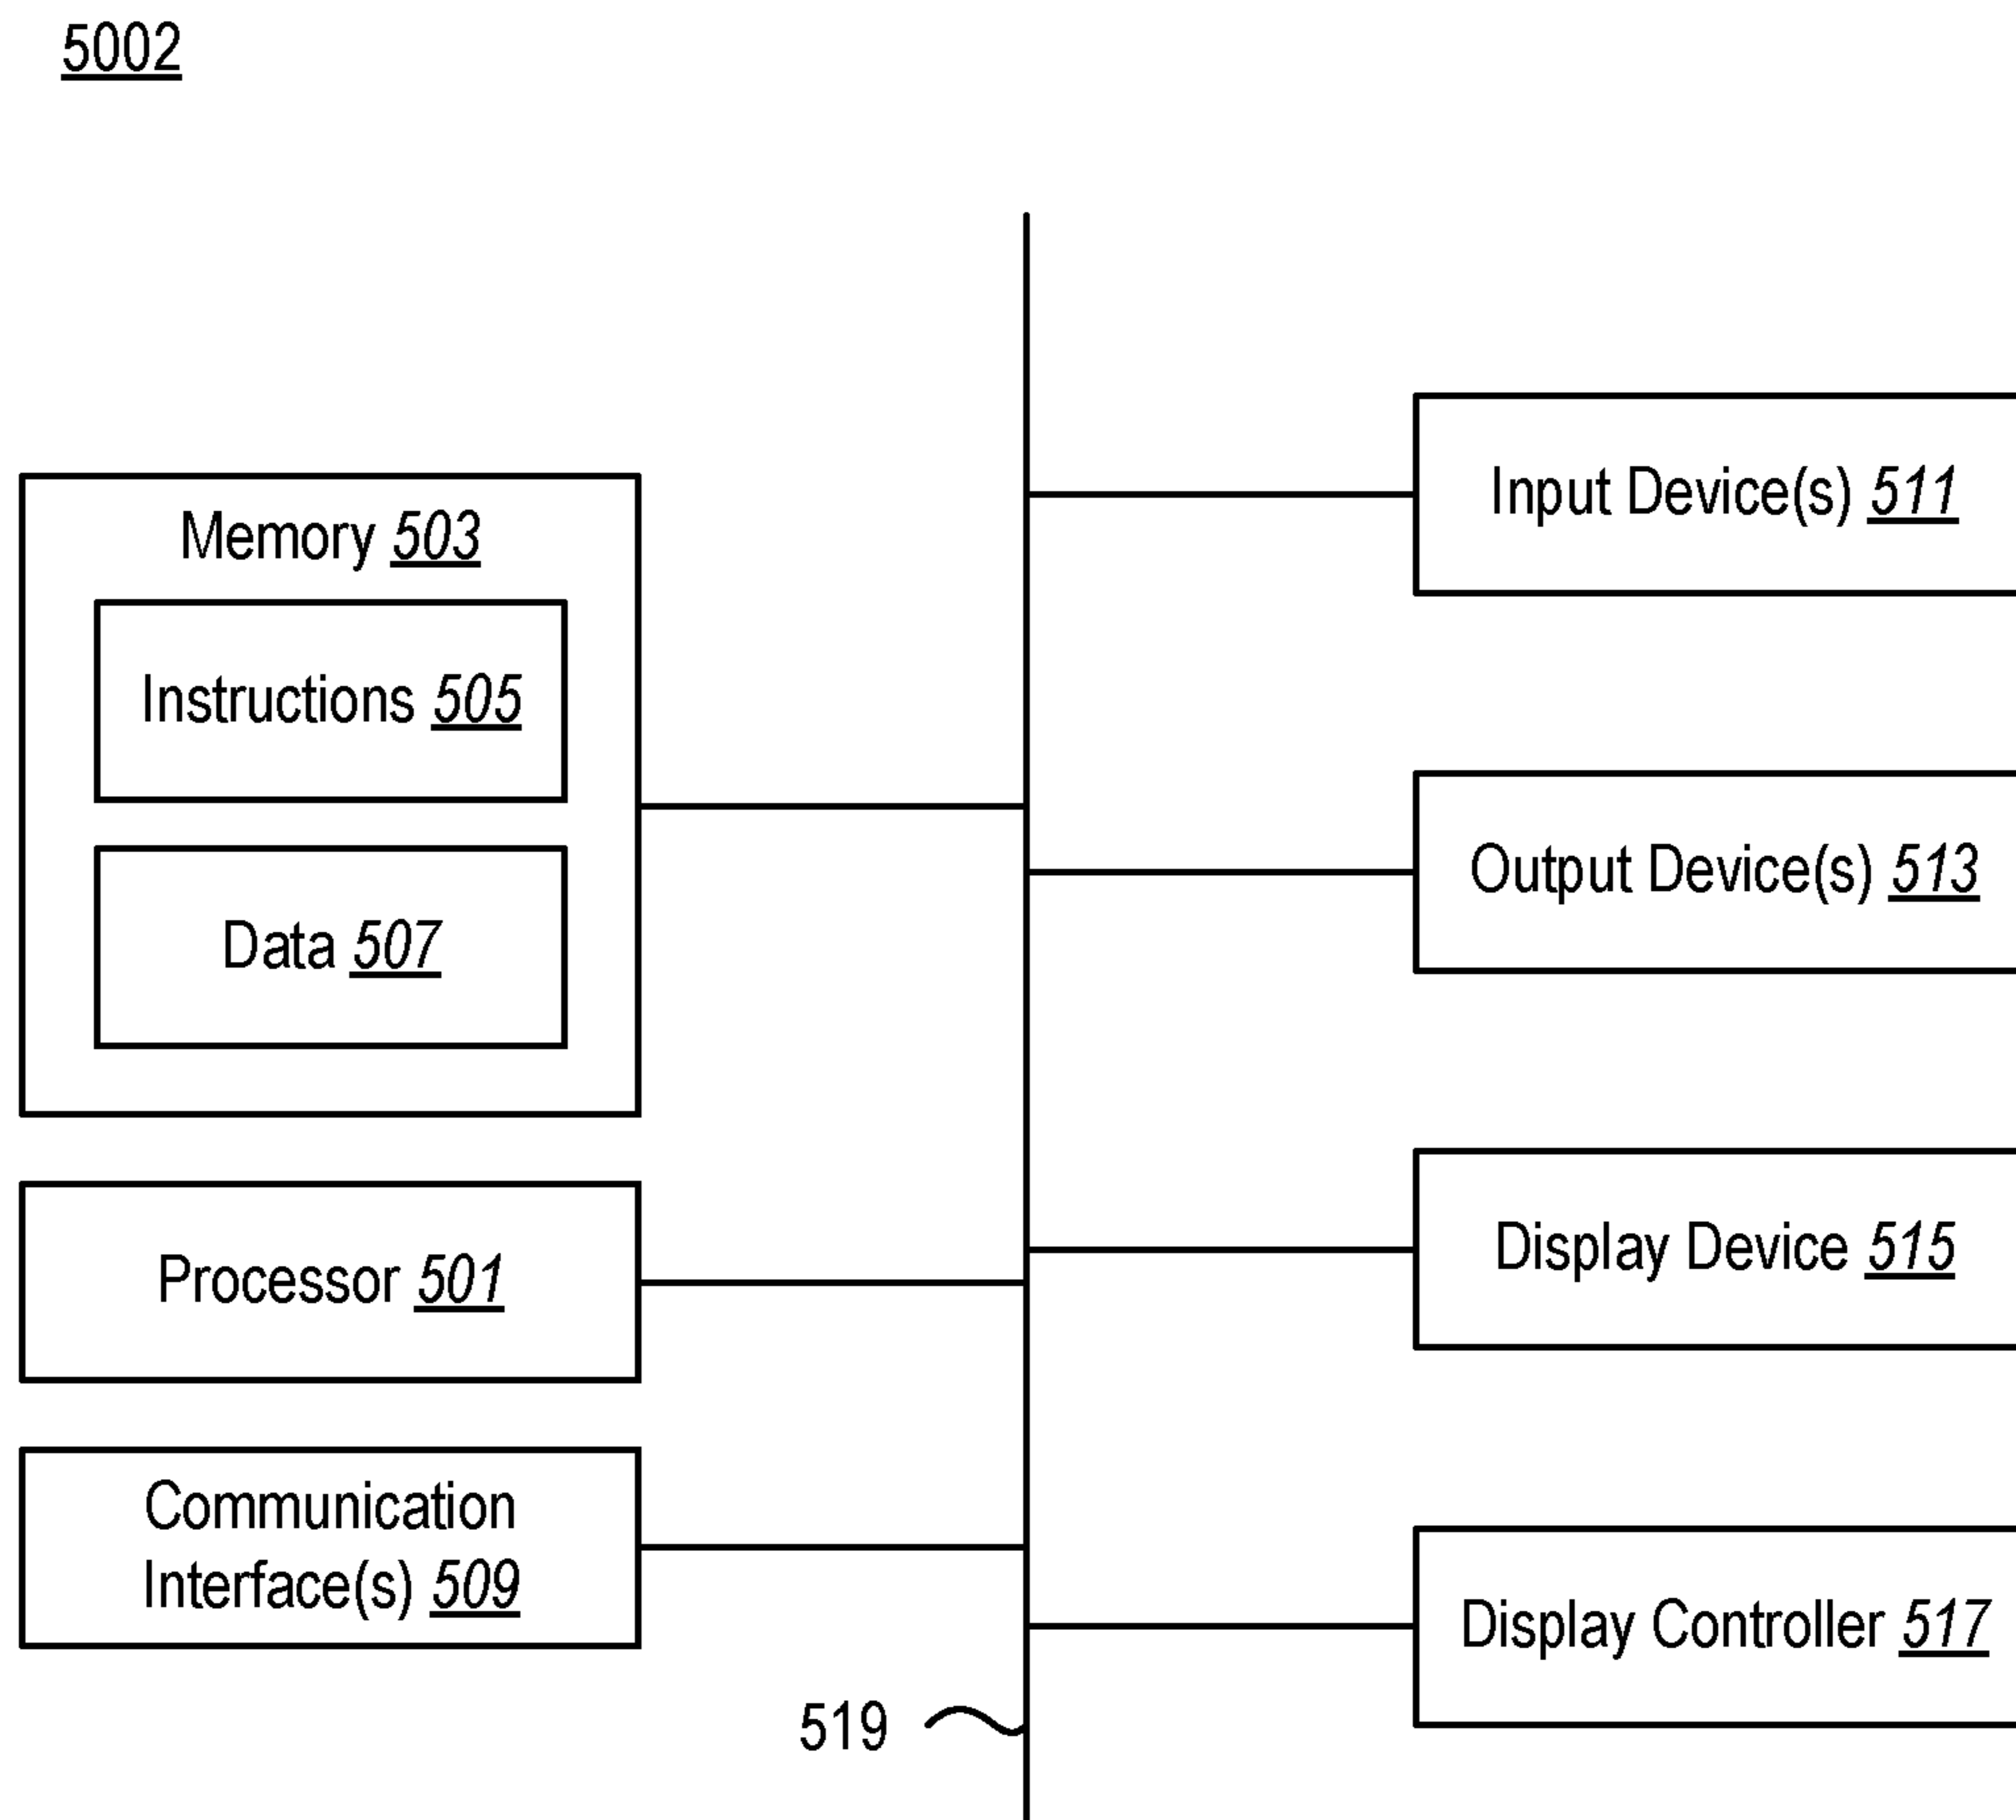 5002
Memory 503
Instructions 505
Data 507
Processor 501
Communication
Interface(s) 509
519
Input Device(s) 511
Output Device(s) 513
Display Device 515
Display Controller 517